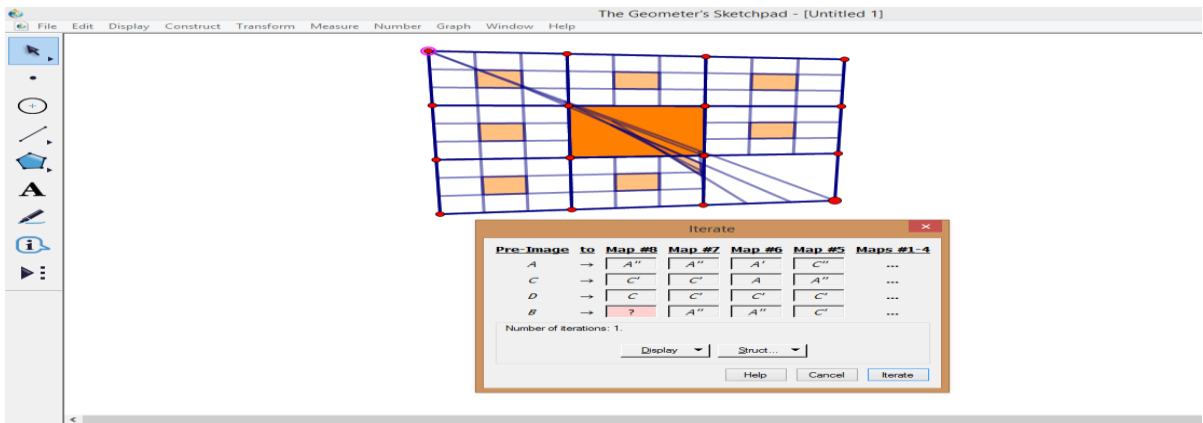 The Geometer's Sketchpad - [Untitled 1]
File Edit Display Construct Transform Measure Number Graph Window Help
A
Iterate
Pre-Image to Map #8 Map #7 Map #6 Map #5 Maps #1-4
A → A'' A'' A' C'' ...
C → C' C' A A'' ...
D → C C' C' C' ...
B → ? A'' A'' C' ...
Number of iterations: 1.
Display Struct...
Help Cancel Iterate